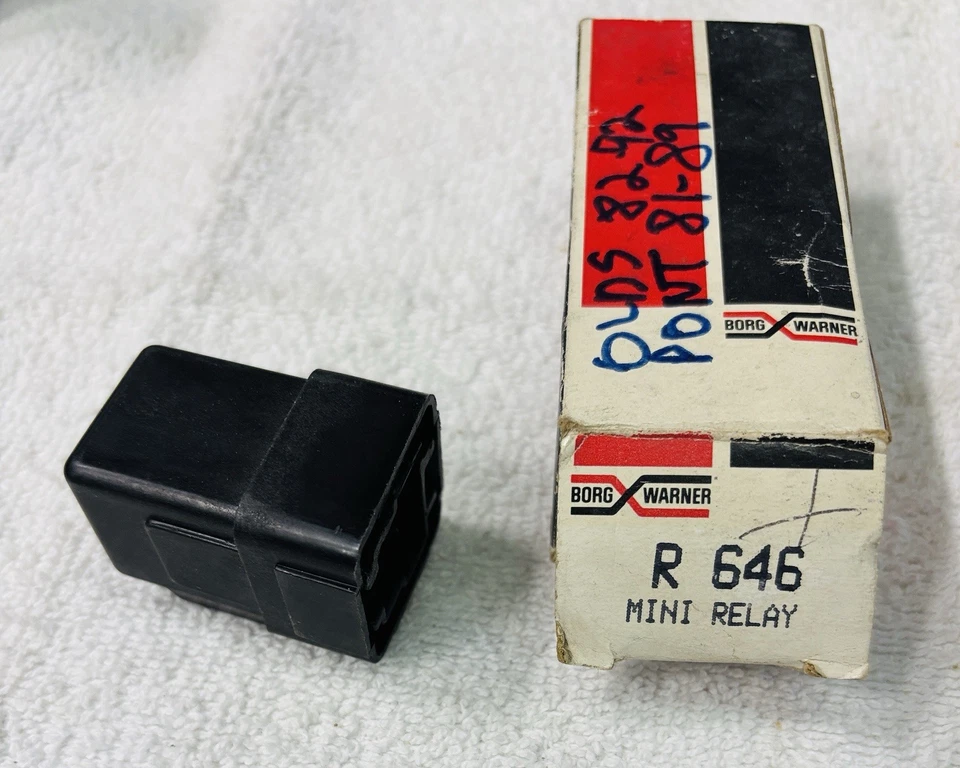 OLDS 82-92
PONT 81-89
BORG WARNER
BORG WARNER
R 646
MINI RELAY